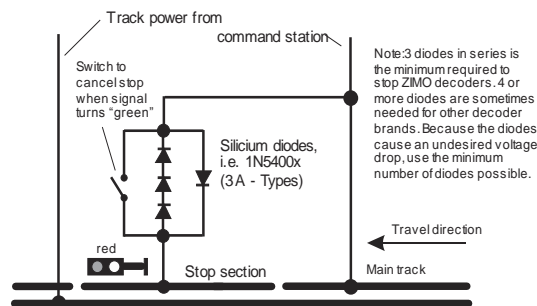 Track power from
command station
Switch to
cancel stop
when signal
turns “green”
Note:3 diodes in series is
the minimum required to
stop ZIMO decoders. 4 or
more diodes are sometimes
needed for other decoder
brands. Because the diodes
cause an undesired voltage
drop, use the minimum
number of diodes possible.
Silicium diodes,
i.e. 1N5400x
(3A - Types)
Travel direction
red
Stop section
Main track